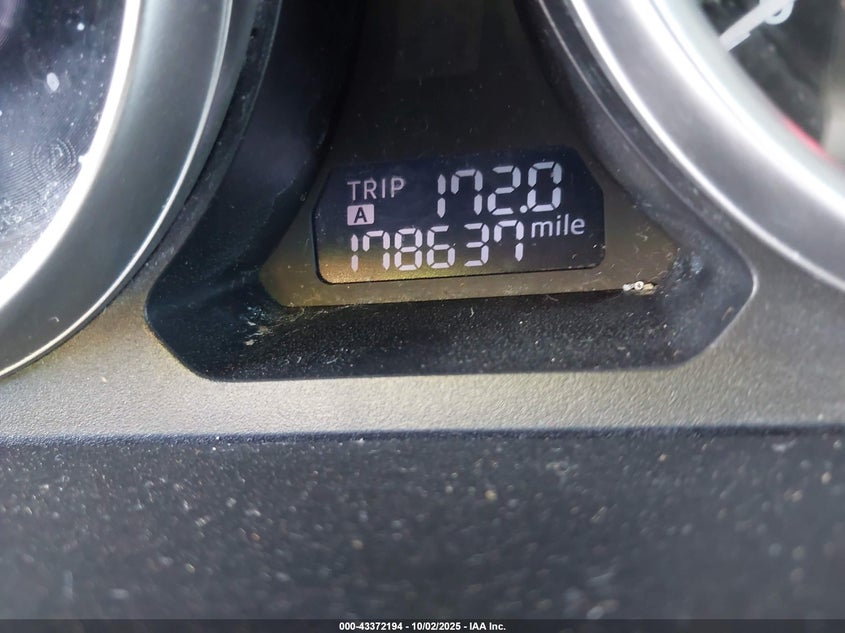 TRIP 172.0
A
178637 mile
000-43372194 - 10/02/2025 - IAA Inc.